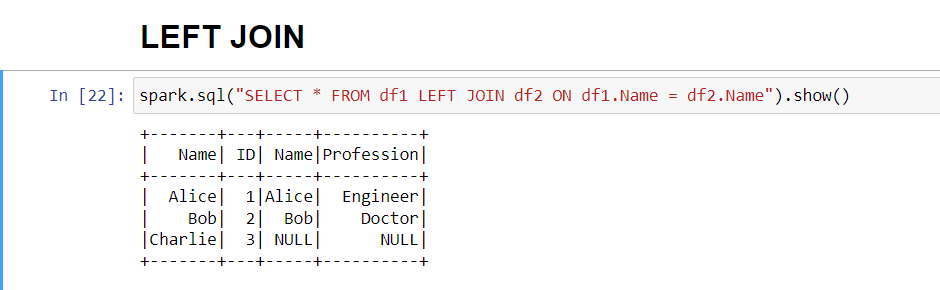 LEFT JOIN
In [22]: spark.sql("SELECT * FROM df1 LEFT JOIN df2 ON df1.Name = df2.Name").show()
+-------+---+-----+----------+
|   Name| ID| Name|Profession|
+-------+---+-----+----------+
|  Alice|  1|Alice|  Engineer|
|    Bob|  2|  Bob|    Doctor|
|Charlie|  3| NULL|      NULL|
+-------+---+-----+----------+